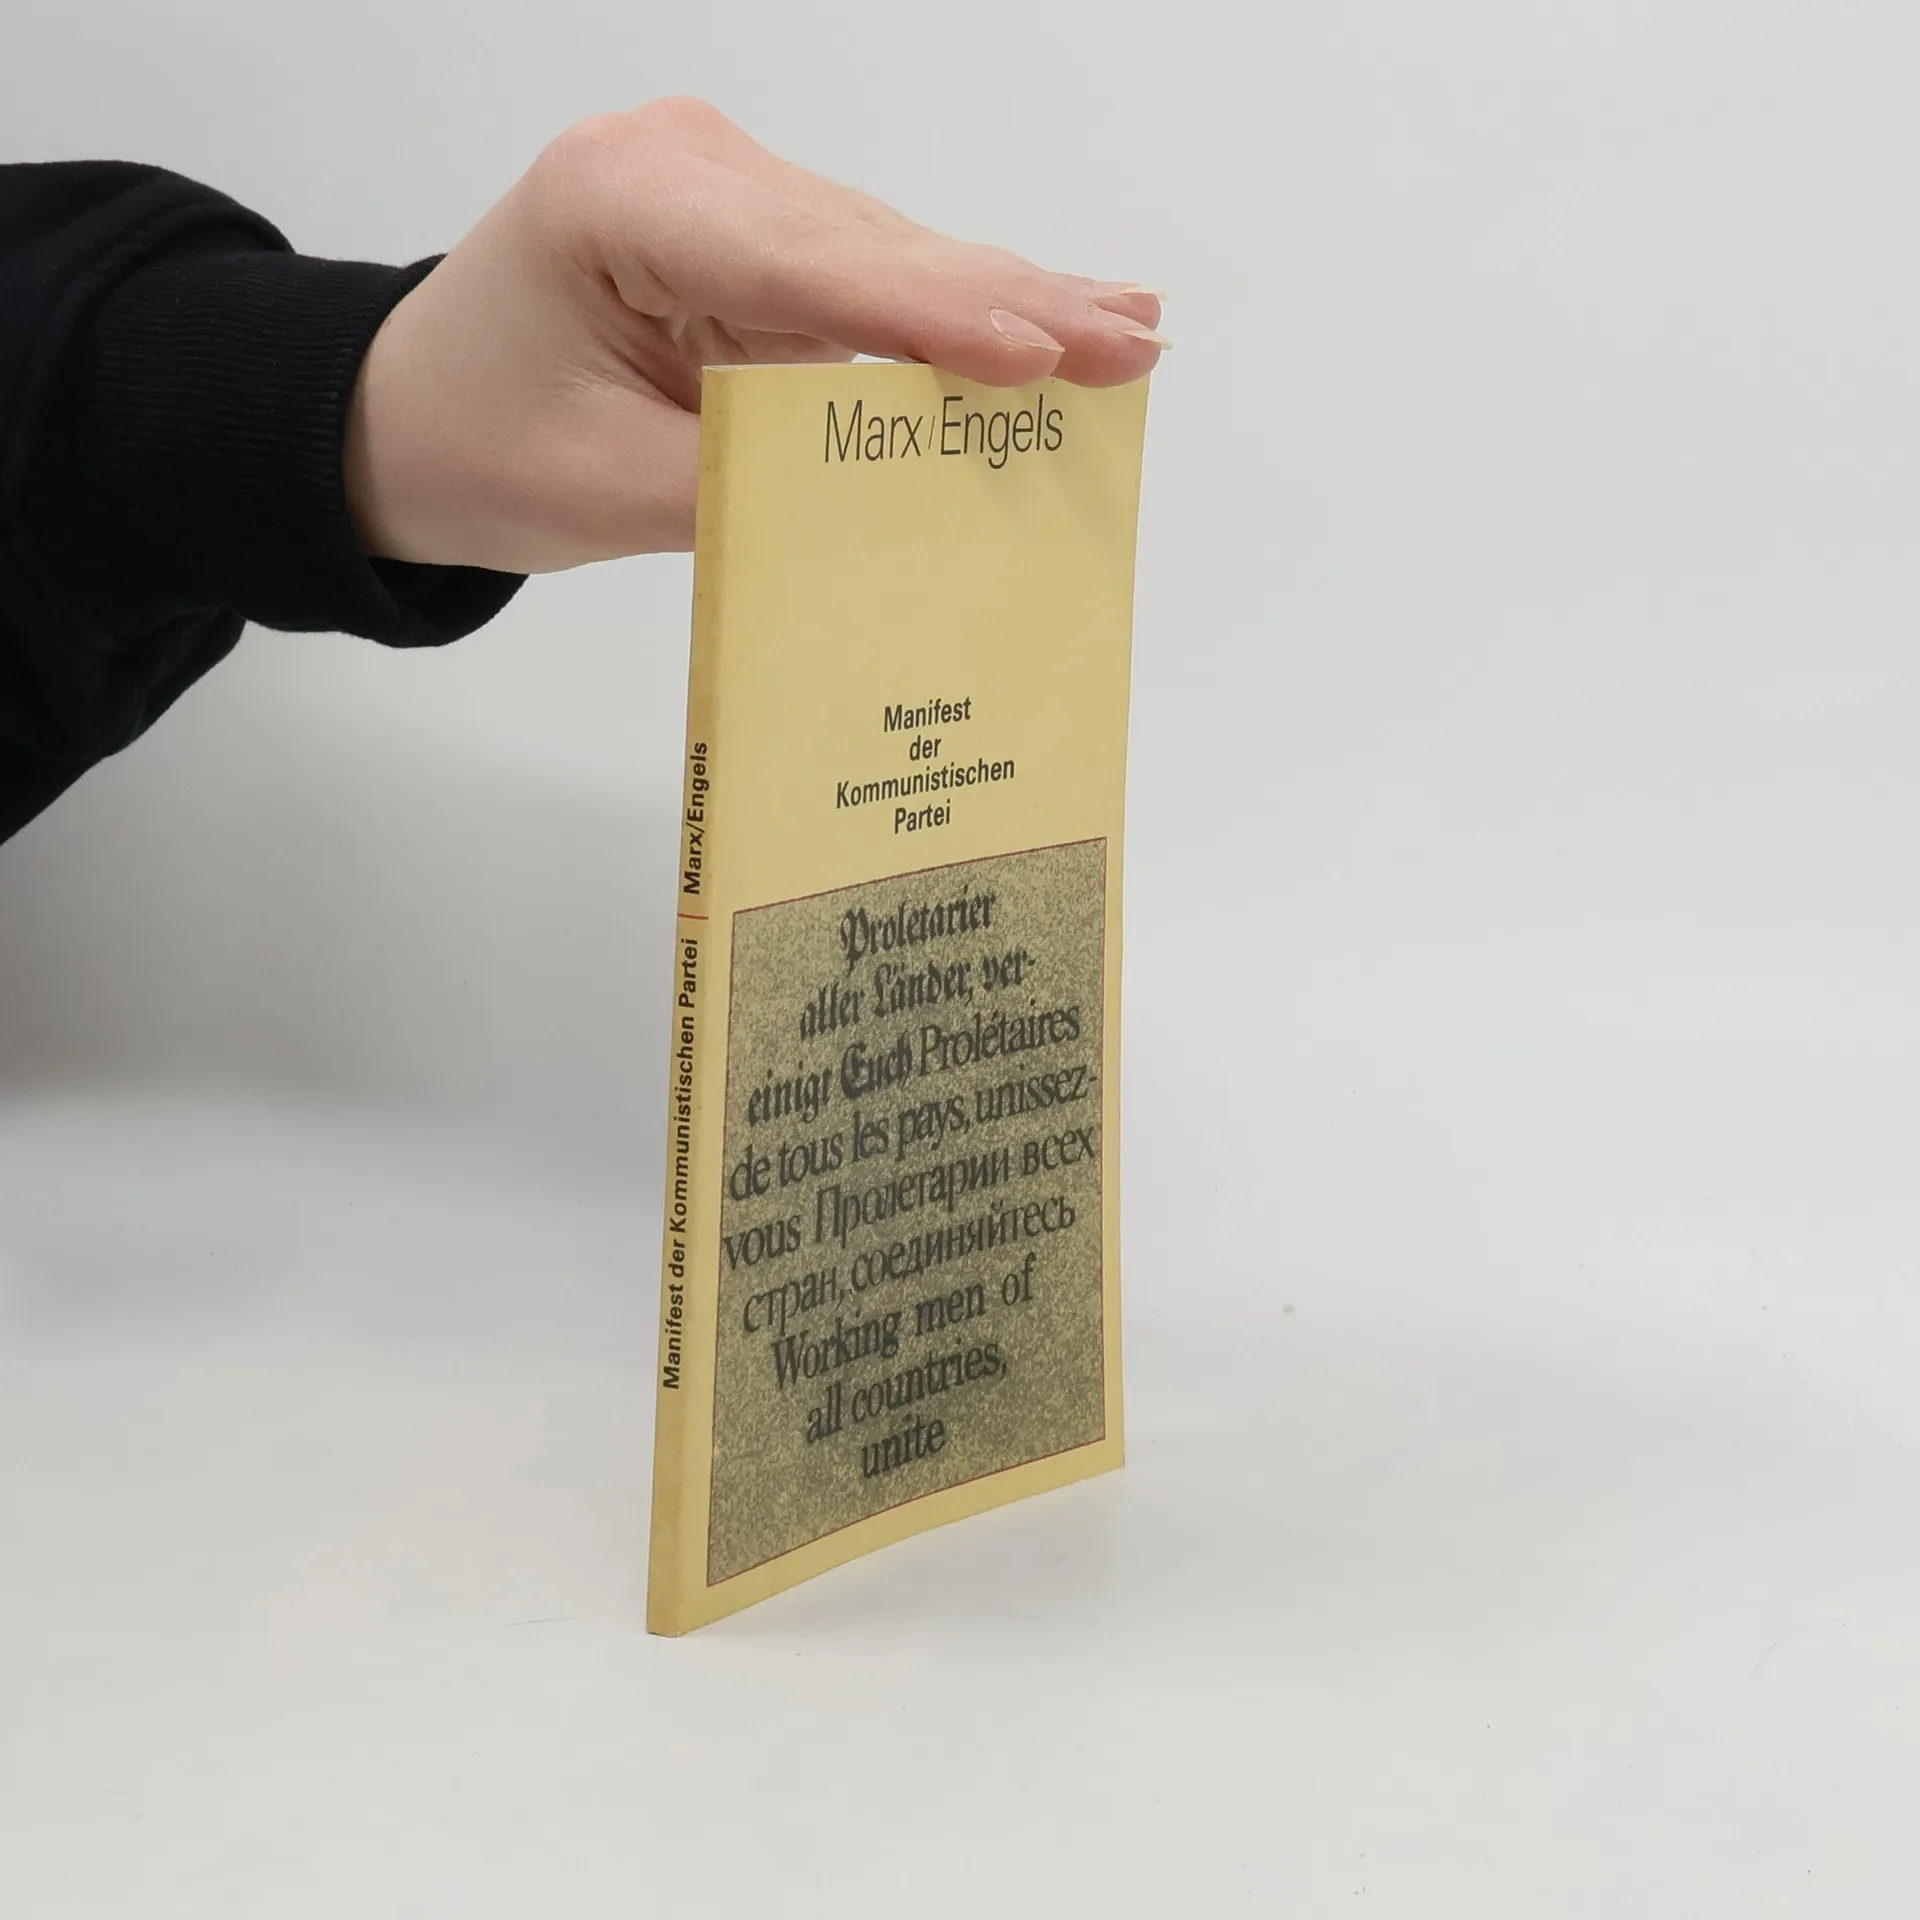 Marx/Engels
Manifest
der
Kommunistischen
Partei
Proletarier
aller Länder, ver-
einigt Euch Prolétaires
de tous les pays, unissez-
vous Пролетарии всех
стран, соединяйтесь
Working men of
all countries,
unite
Manifest der Kommunistischen Partei | Marx/Engels